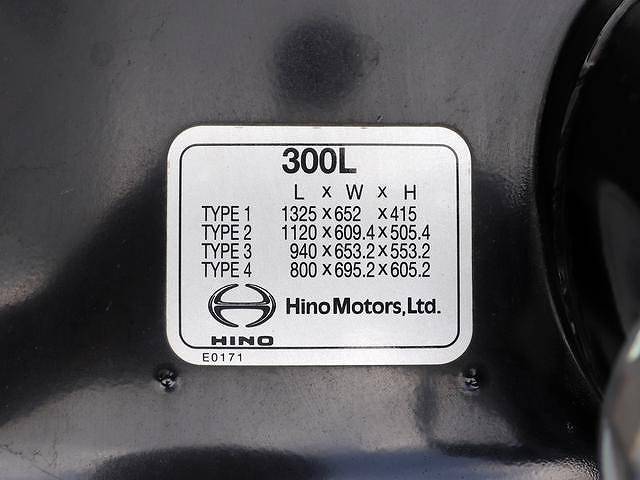 300L
L x W x H
TYPE 1 1325 x 652 x 415
TYPE 2 1120 x 609.4 x 505.4
TYPE 3 940 x 653.2 x 553.2
TYPE 4 800 x 695.2 x 605.2
Hino Motors, Ltd.
HINO
E0171